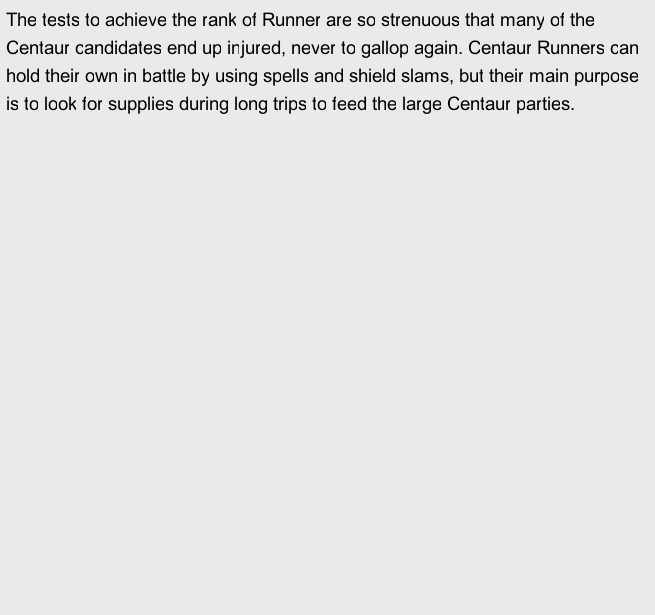 The tests to achieve the rank of Runner are so strenuous that many of the
Centaur candidates end up injured, never to gallop again. Centaur Runners can
hold their own in battle by using spells and shield slams, but their main purpose
is to look for supplies during long trips to feed the large Centaur parties.